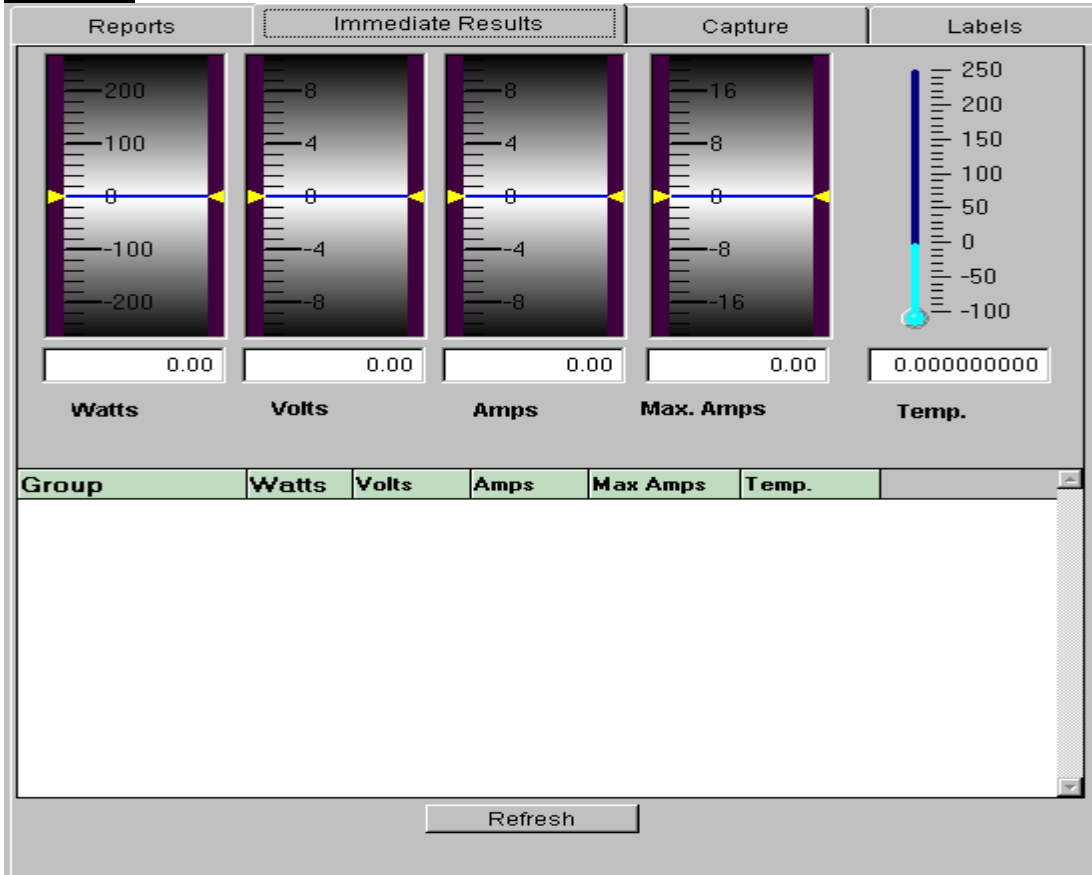 Reports Immediate Results Capture Labels
200 8 8 16 250
200
100 4 4 8 150
100
0 0 0 0 50
0
-100 -4 -4 -8 -50
-200 -8 -8 -16 -100
0.00 0.00 0.00 0.00 0.000000000
Watts Volts Amps Max. Amps Temp.
Group Watts Volts Amps Max Amps Temp.
Refresh